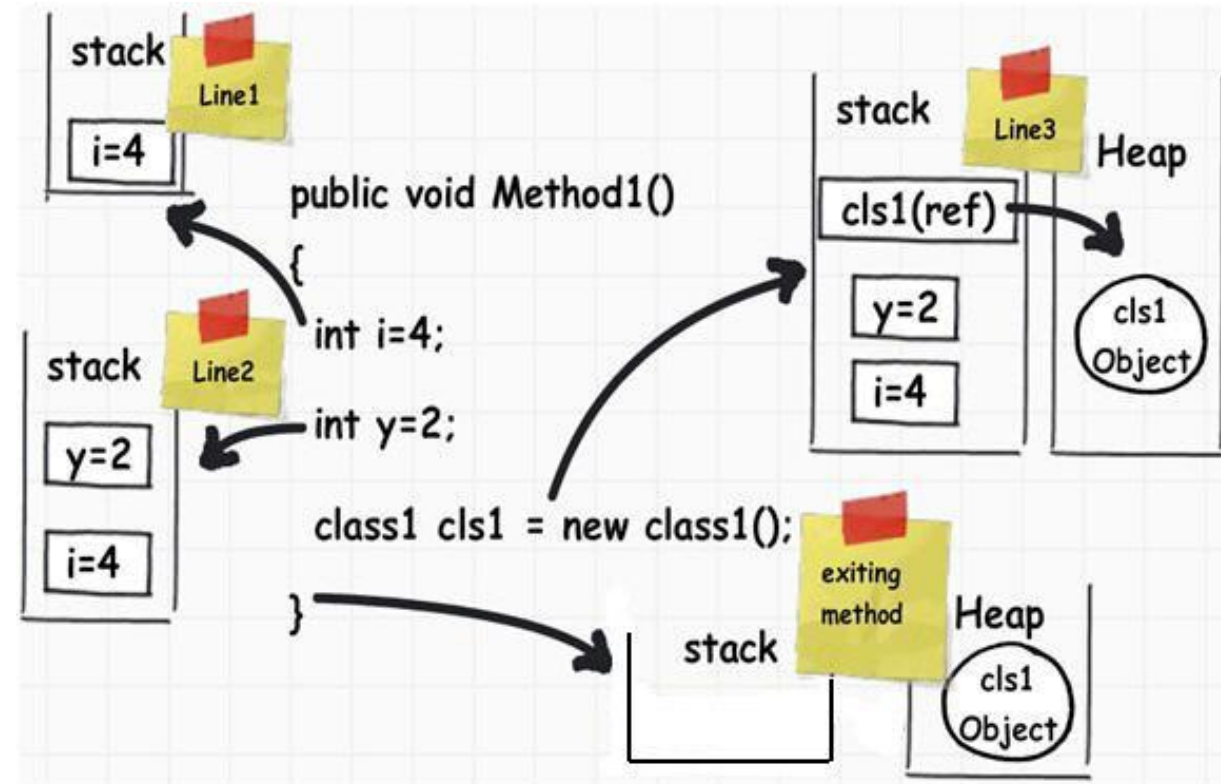 stack
Line1
i=4
public void Method1()
{
int i=4;
stack
Line2
int y=2;
y=2
i=4
class1 cls1 = new class1();
}
stack
Line3
Heap
cls1(ref)
y=2
i=4
cls1
Object
exiting
method
stack
Heap
cls1
Object